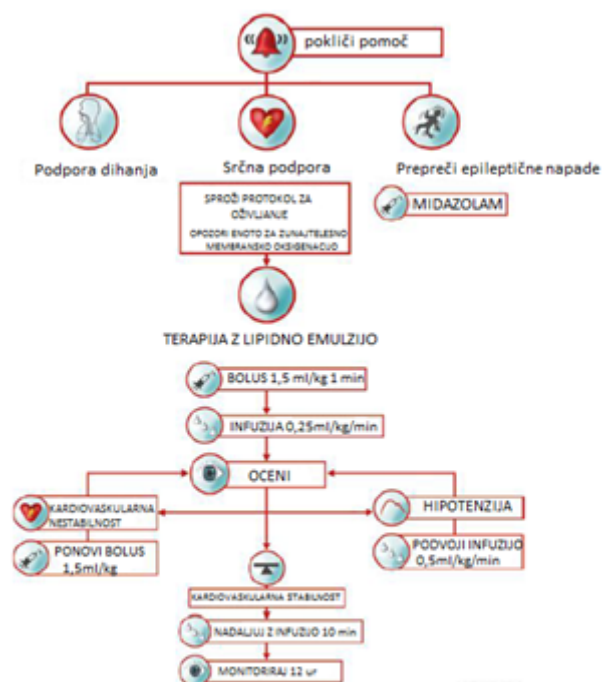 pokliči pomoč
Podpora dihanja
Srčna podpora
Prepreči epileptične napade
SPROŽI PROTOKOL ZA
OŽIVLJANJE
OPOZORI ENOTO ZA ZUNAJTELESNO
MEMBRANSKO OKSIGENACIJO
MIDAZOLAM
TERAPIJA Z LIPIDNO EMULZIJO
BOLUS 1,5 ml/kg 1 min
INFUZIJA 0,25ml/kg/min
OCENI
KARDIOVASKULARNA
NESTABILNOST
HIPOTENZIJA
PONOVI BOLUS
1,5ml/kg
PODVOJI INFUZIJO
0,5ml/kg/min
KARDIOVASKULARNA STABILNOST
NADALJUJ Z INFUZIJO 10 min
MONITORIRAJ 12 ur